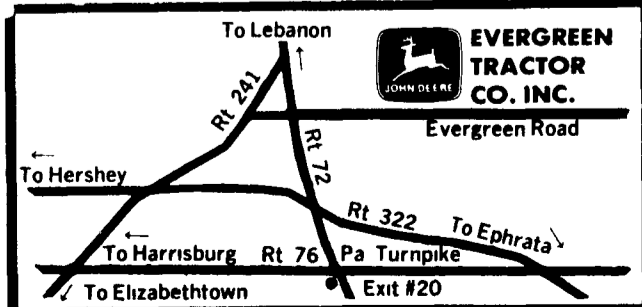 To Lebanon
JOHN DEERE
EVERGREEN
TRACTOR
CO. INC.
Rt 241
Evergreen Road
Rt 72
To Hershey
Rt 322
To Ephrata
To Harrisburg Rt 76 Pa Turnpike
To Elizabethtown
Exit #20